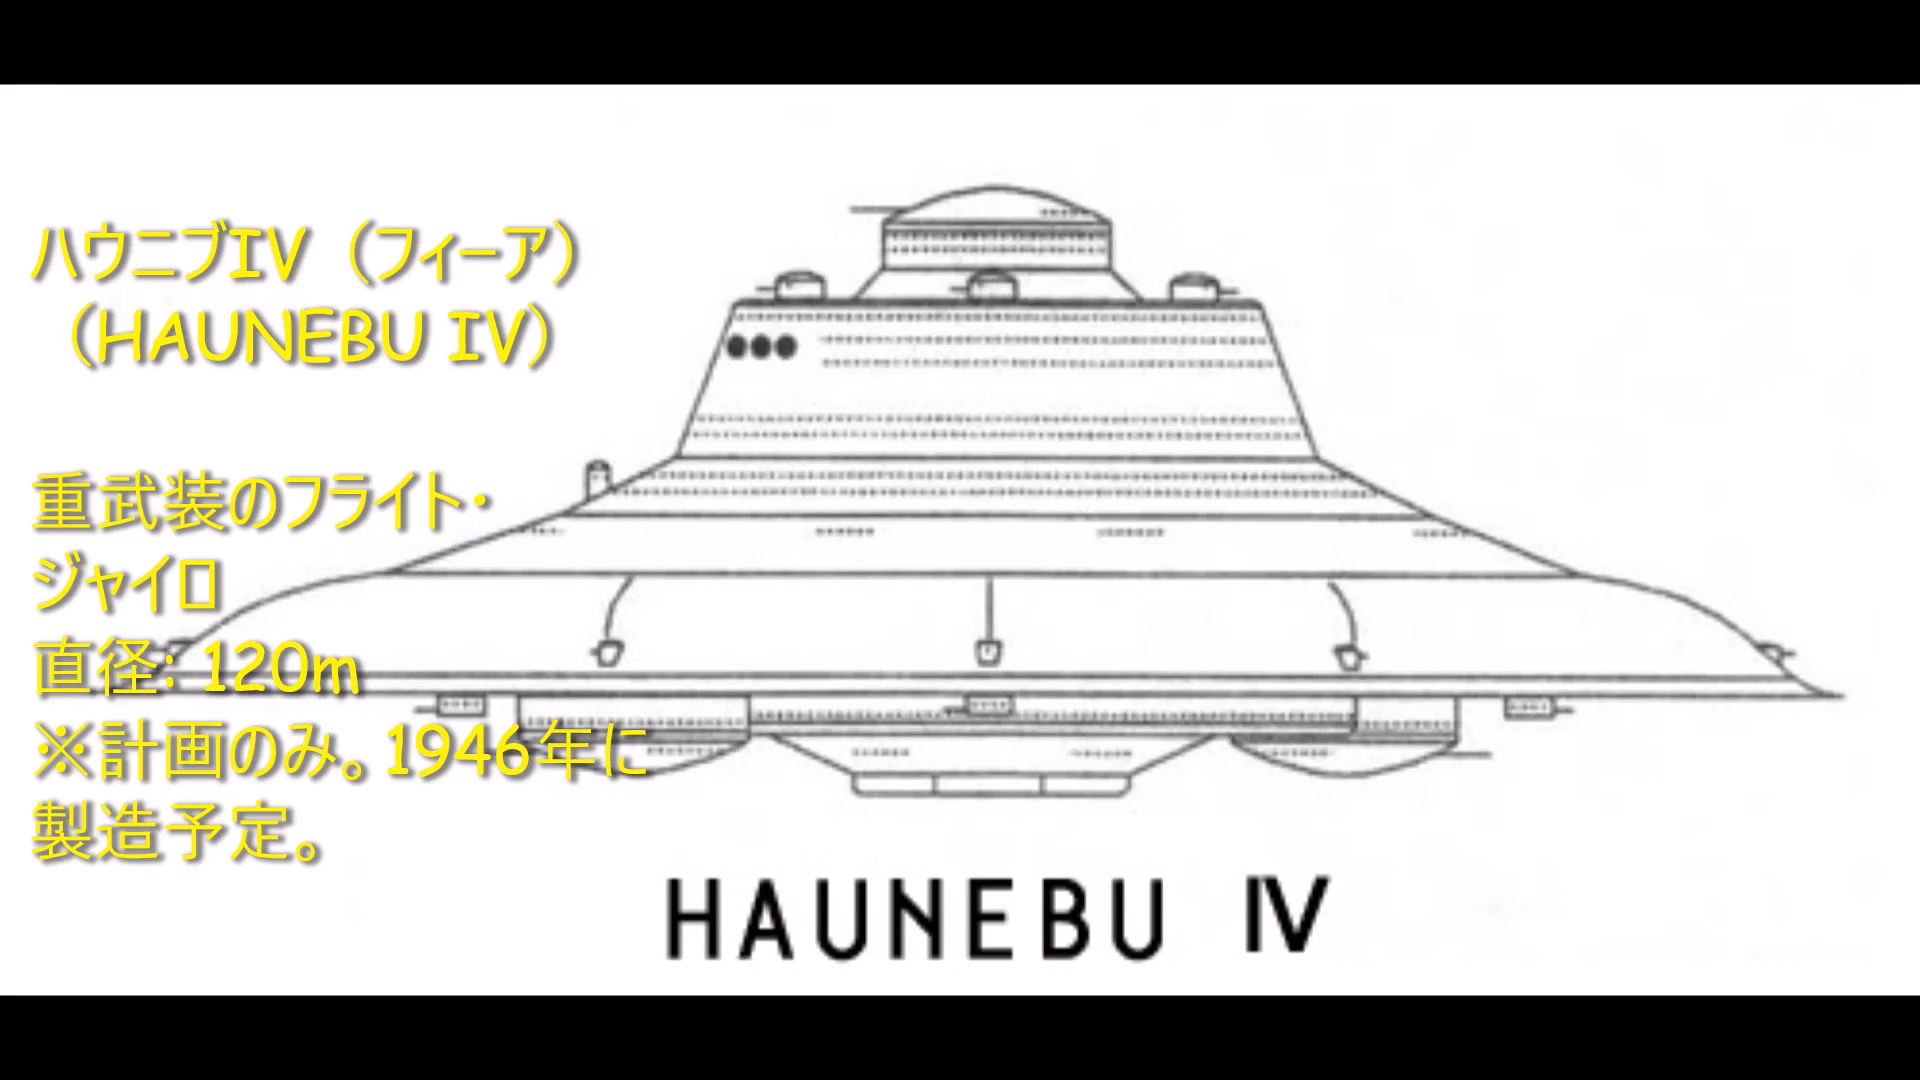 ハウニブIV（フィーア）
（HAUNEBU IV）
重武装のフライト・
ジャイロ
直径: 120m
※計画のみ。1946年に
製造予定。
HAUNEBU IV